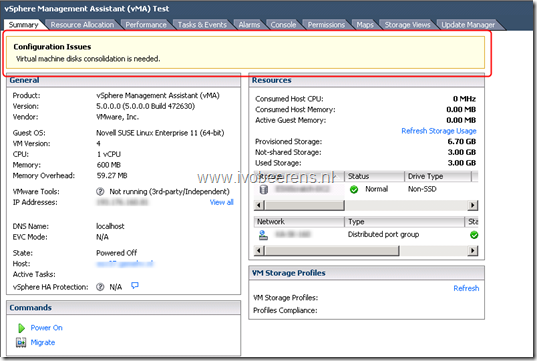 vSphere Management Assistant (vMA) Test
Summary Resource Allocation Performance Tasks & Events Alarms Console Permissions Maps Storage Views Update Manager
Configuration Issues
Virtual machine disks consolidation is needed.
General
Product: vSphere Management Assistant (vMA)
Version: 5.0.0.0 (5.0.0.0 Build 472630)
Vendor: VMware, Inc.
Guest OS: Novell SUSE Linux Enterprise 11 (64-bit)
VM Version: 4
CPU: 1 vCPU
Memory: 600 MB
Memory Overhead: 59.27 MB
VMware Tools: Not running (3rd-party/Independent)
IP Addresses: View all
DNS Name: localhost
EVC Mode: N/A
State: Powered Off
Host:
Active Tasks:
vSphere HA Protection: N/A
Commands
Power On
Migrate
Resources
Consumed Host CPU: 0 MHz
Consumed Host Memory: 0.00 MB
Active Guest Memory: 0.00 MB
Refresh Storage Usage
Provisioned Storage: 6.70 GB
Not-shared Storage: 3.00 GB
Used Storage: 3.00 GB
www.ivobeerens.nl
Status Drive Type
Normal Non-SSD
Network Type Sta
Distributed port group
VM Storage Profiles
Refresh
VM Storage Profiles:
Profiles Compliance: